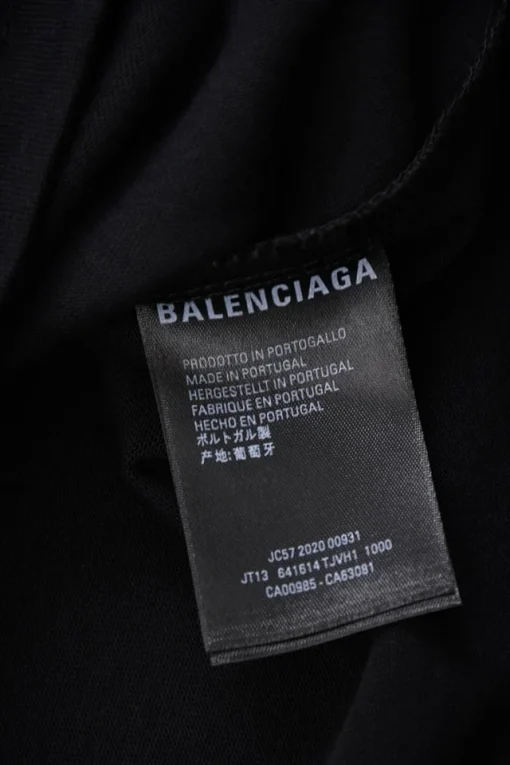 BALENCIAGA
PRODOTTO IN PORTOGALLO
MADE IN PORTUGAL
HERGESTELLT IN PORTUGAL
FABRIQUÉ EN PORTUGAL
HECHO EN PORTUGAL
ポルトガル製
产地:葡萄牙
JC57 2020 00931
JT13 641614 TJVH1 1000
CA00985 - CA63081